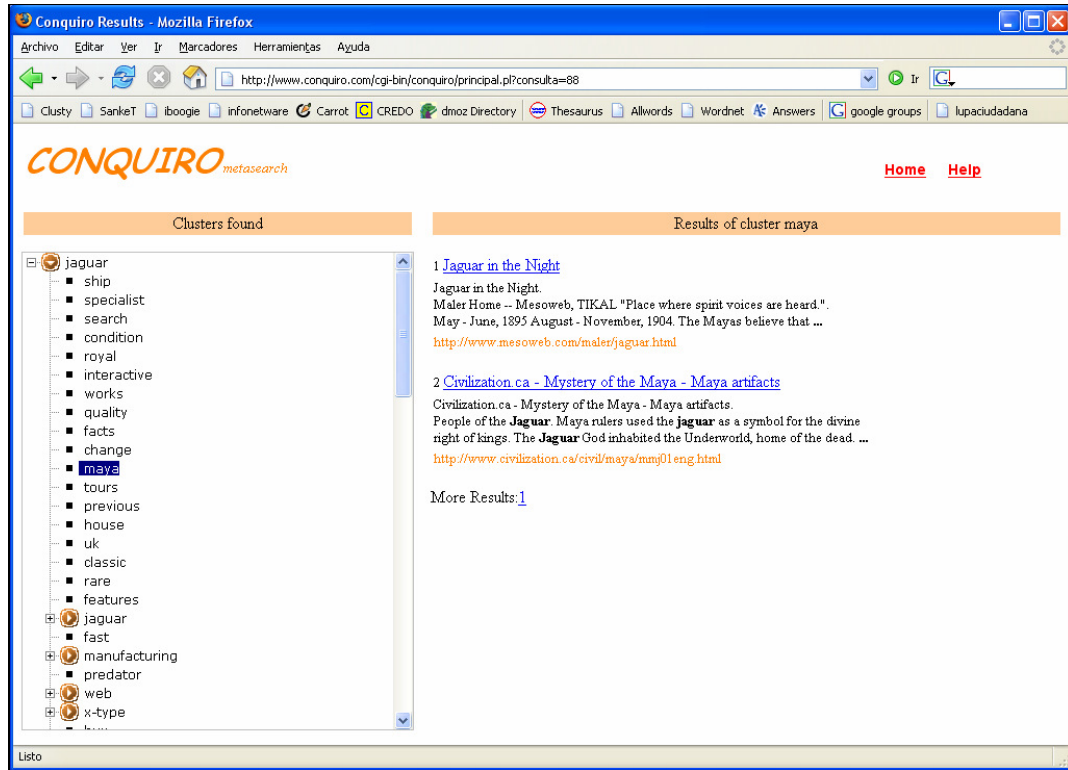 Conquiro Results - Mozilla Firefox
Archivo Editar Ver Ir Marcadores Herramientas Ayuda
http://www.conquiro.com/cgi-bin/conquiro/principal.pl?consulta=88 Ir G
Clusty SankeT iboogie infonetware Carrot CREDO dmoz Directory Thesaurus Allwords Wordnet Answers google groups lupaciudadana
CONQUIRO metasearch
Home Help
Clusters found
jaguar
ship
specialist
search
condition
royal
interactive
works
quality
facts
change
maya
tours
previous
house
uk
classic
rare
features
jaguar
fast
manufacturing
predator
web
x-type
Results of cluster maya
1 Jaguar in the Night
Jaguar in the Night.
Maler Home -- Mesoweb, TIKAL "Place where spirit voices are heard.".
May - June, 1895 August - November, 1904. The Mayas believe that ...
http://www.mesoweb.com/maler/jaguar.html
2 Civilization.ca - Mystery of the Maya - Maya artifacts
Civilization.ca - Mystery of the Maya - Maya artifacts.
People of the Jaguar. Maya rulers used the jaguar as a symbol for the divine
right of kings. The Jaguar God inhabited the Underworld, home of the dead. ...
http://www.civilization.ca/civil/maya/mmj01eng.html
More Results:1
Listo